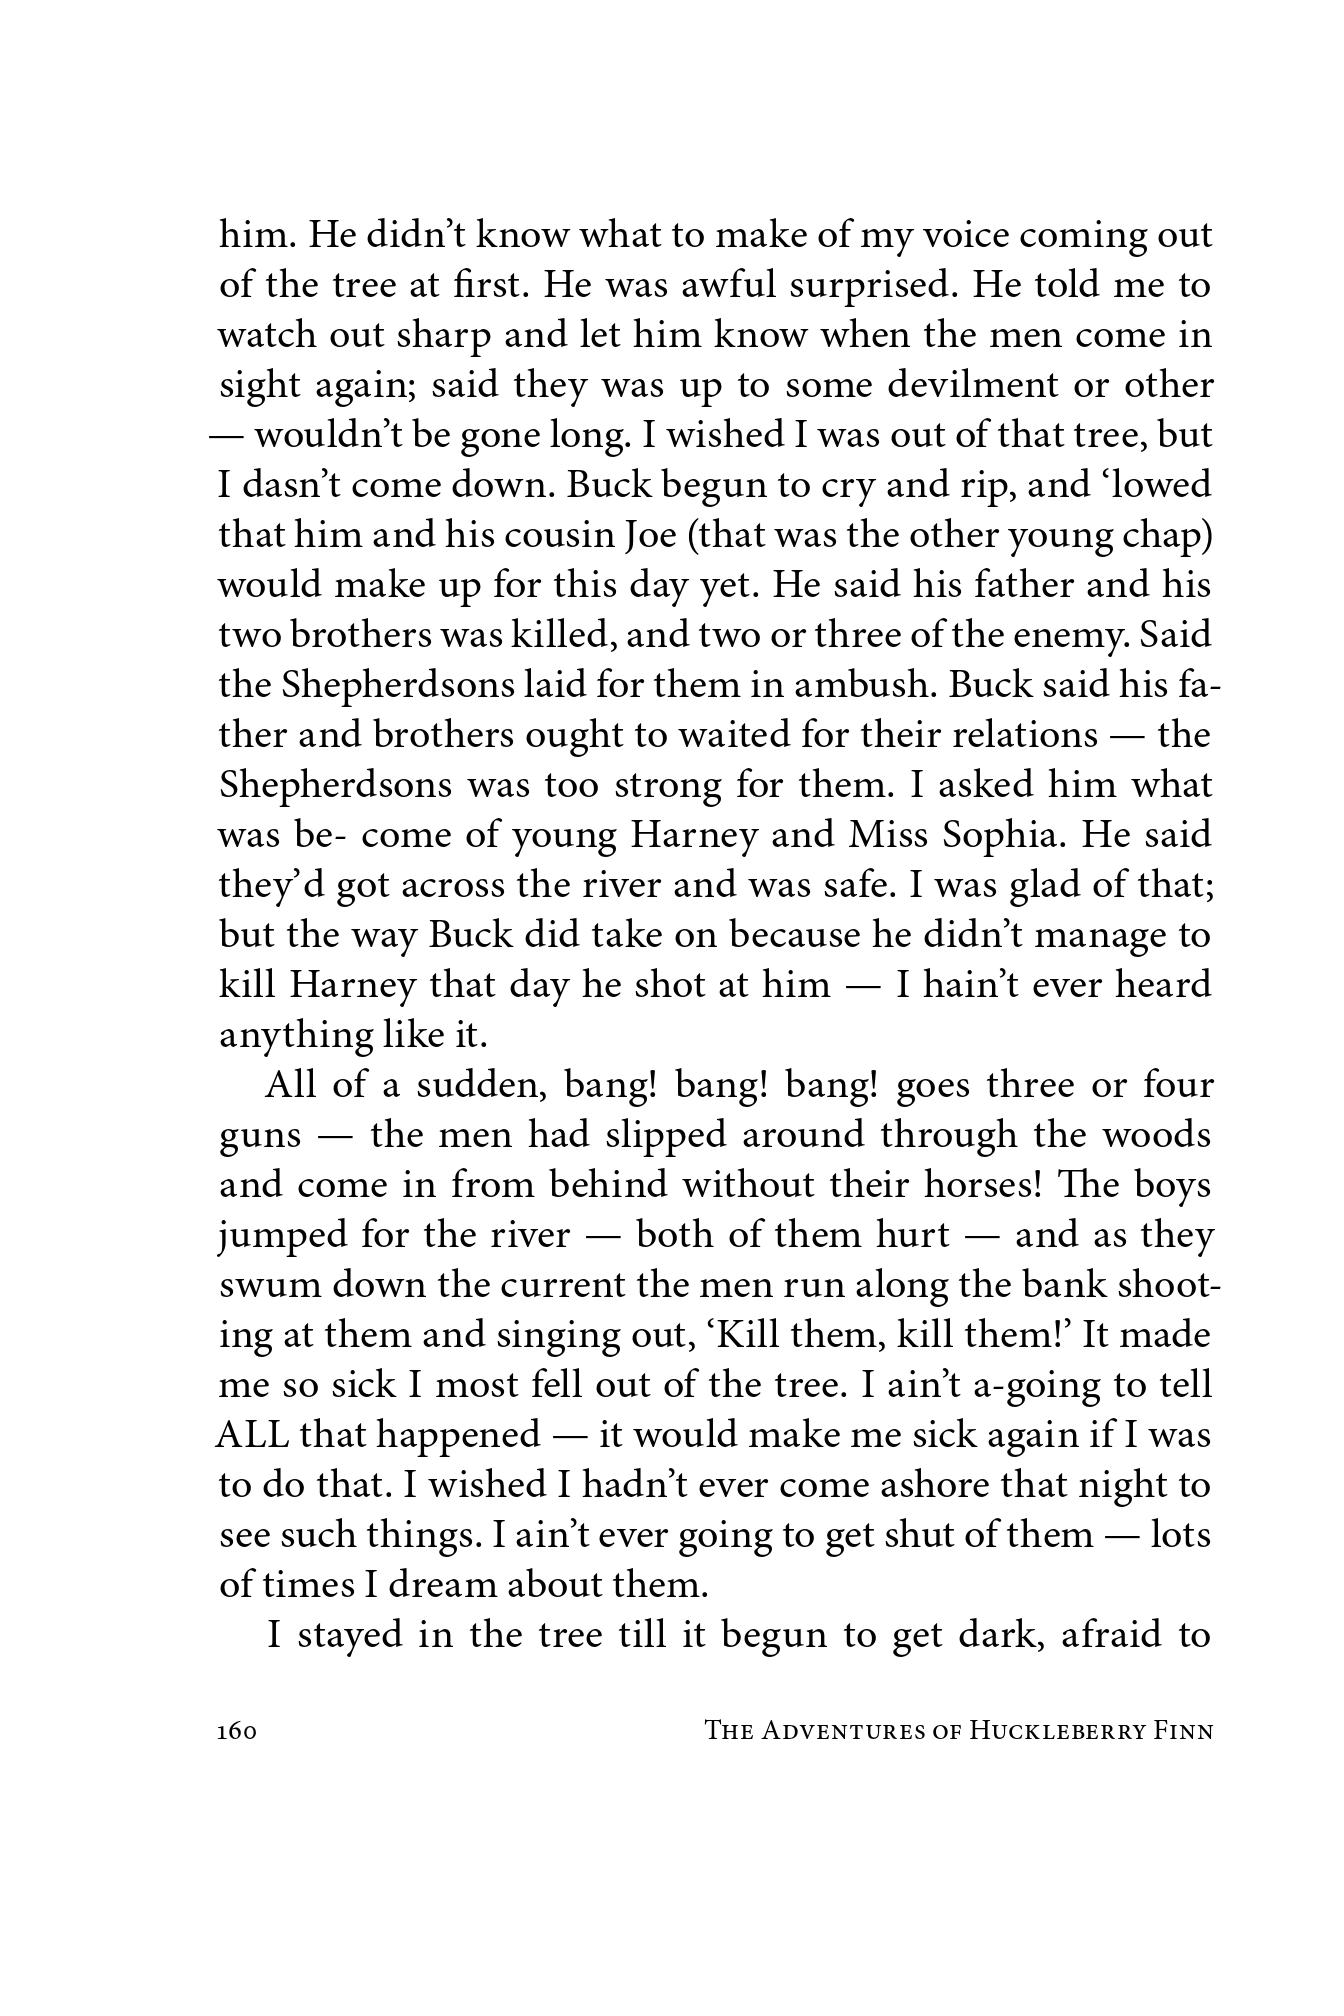 him. He didn’t know what to make of my voice coming out
of the tree at first. He was awful surprised. He told me to
watch out sharp and let him know when the men come in
sight again; said they was up to some devilment or other
— wouldn’t be gone long. I wished I was out of that tree, but
I dasn’t come down. Buck begun to cry and rip, and ‘lowed
that him and his cousin Joe (that was the other young chap)
would make up for this day yet. He said his father and his
two brothers was killed, and two or three of the enemy. Said
the Shepherdsons laid for them in ambush. Buck said his fa-
ther and brothers ought to waited for their relations — the
Shepherdsons was too strong for them. I asked him what
was be- come of young Harney and Miss Sophia. He said
they’d got across the river and was safe. I was glad of that;
but the way Buck did take on because he didn’t manage to
kill Harney that day he shot at him — I hain’t ever heard
anything like it.
All of a sudden, bang! bang! bang! goes three or four
guns — the men had slipped around through the woods
and come in from behind without their horses! The boys
jumped for the river — both of them hurt — and as they
swum down the current the men run along the bank shoot-
ing at them and singing out, ‘Kill them, kill them!’ It made
me so sick I most fell out of the tree. I ain’t a-going to tell
ALL that happened — it would make me sick again if I was
to do that. I wished I hadn’t ever come ashore that night to
see such things. I ain’t ever going to get shut of them — lots
of times I dream about them.
I stayed in the tree till it begun to get dark, afraid to
160 The Adventures of Huckleberry Finn